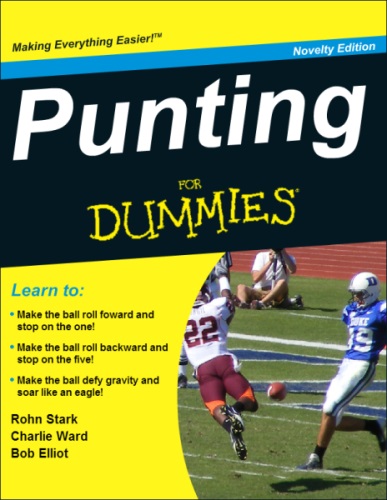 Making Everything Easier!™
Novelty Edition
Punting
FOR
DUMMIES®
Learn to:
• Make the ball roll foward and
stop on the one!
• Make the ball roll backward and
stop on the five!
• Make the ball defy gravity and
soar like an eagle!
Rohn Stark
Charlie Ward
Bob Elliot
22
D
DUKE
19